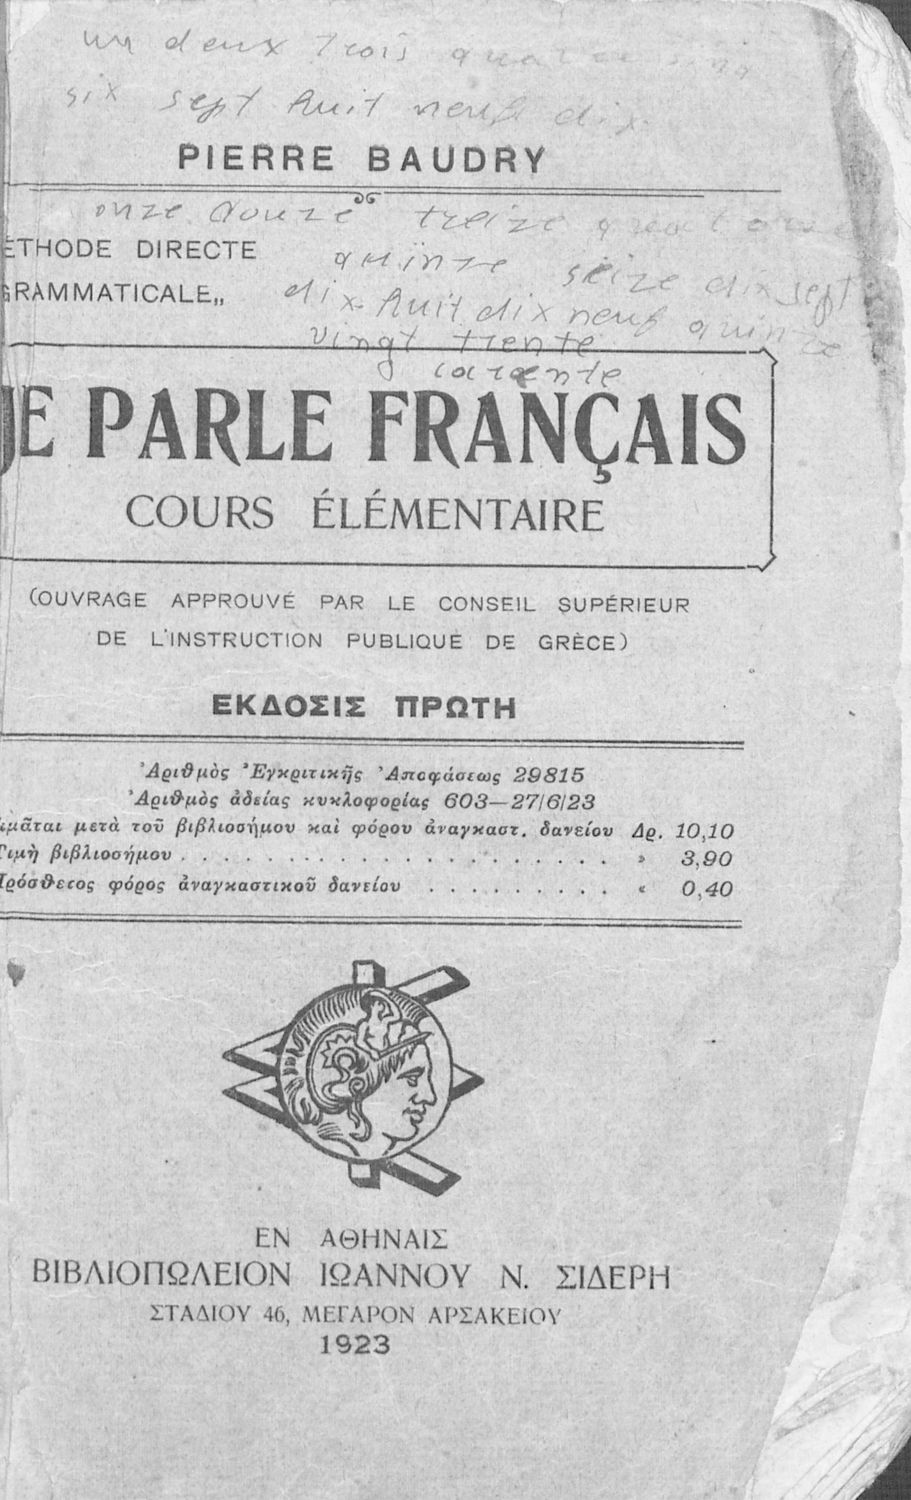 un deux trois quatre cinq
six sept huit neuf dix
PIERRE BAUDRY
onze douze treize quatorze
ÉTHODE DIRECTE
quinze seize dix sept
GRAMMATICALE„
dix huit dix neuf quinze
vingt trente
carante
JE PARLE FRANÇAIS
COURS ÉLÉMENTAIRE
(OUVRAGE APPROUVÉ PAR LE CONSEIL SUPÉRIEUR
DE L'INSTRUCTION PUBLIQUE DE GRÈCE)
ΕΚΔΟΣΙΣ ΠΡΩΤΗ
Ἀριθμὸς Ἐγκριτικῆς Ἀποφάσεως 29815
Ἀριθμὸς ἀδείας κυκλοφορίας 603—27/6/23
ιμᾶται μετὰ τοῦ βιβλιοσήμου καὶ φόρου ἀναγκαστ. δανείου Δρ. 10,10
Τιμὴ βιβλιοσήμου . . . . . . . . . . . . . . . . . . . » 3,90
Πρόσθετος φόρος ἀναγκαστικοῦ δανείου . . . . . . . . . « 0,40
ΕΝ ΑΘΗΝΑΙΣ
ΒΙΒΛΙΟΠΩΛΕΙΟΝ ΙΩΑΝΝΟΥ Ν. ΣΙΔΕΡΗ
ΣΤΑΔΙΟΥ 46, ΜΕΓΑΡΟΝ ΑΡΣΑΚΕΙΟΥ
1923